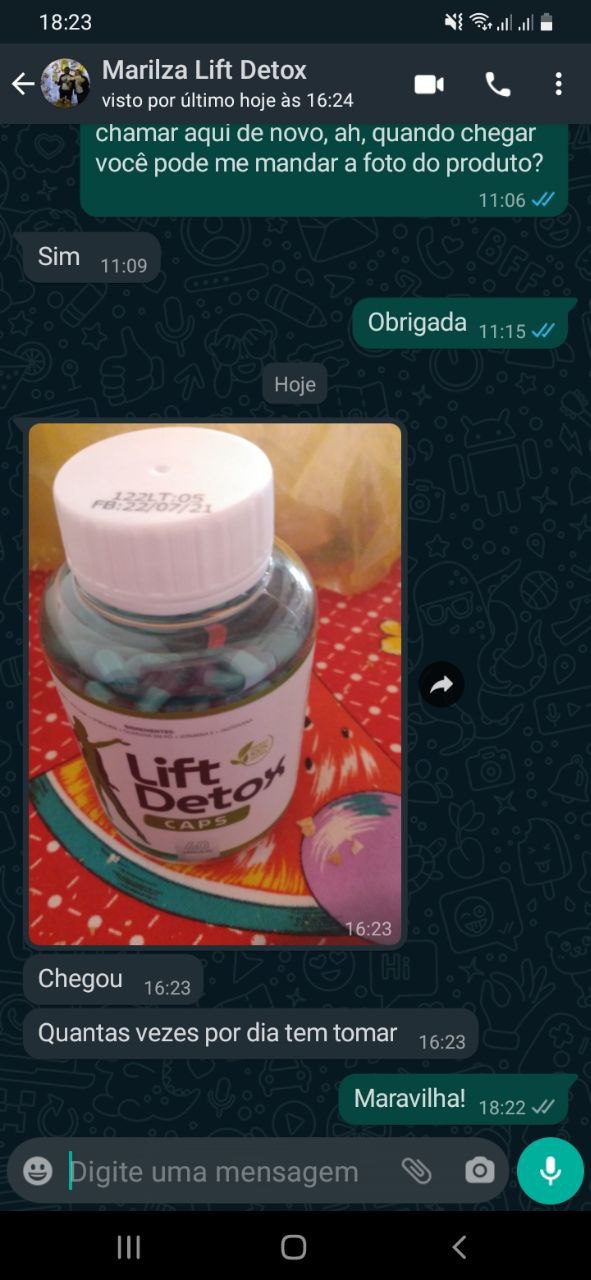 18:23
Marilza Lift Detox
visto por último hoje às 16:24
chamar aqui de novo, ah, quando chegar
você pode me mandar a foto do produto?
11:06
Sim 11:09
Obrigada 11:15
Hoje
122LT:05
FB:22/07/21
INGREDIENTES:
Lift
Detox
CAPS
16:23
Chegou 16:23
Quantas vezes por dia tem tomar 16:23
Maravilha! 18:22
Digite uma mensagem